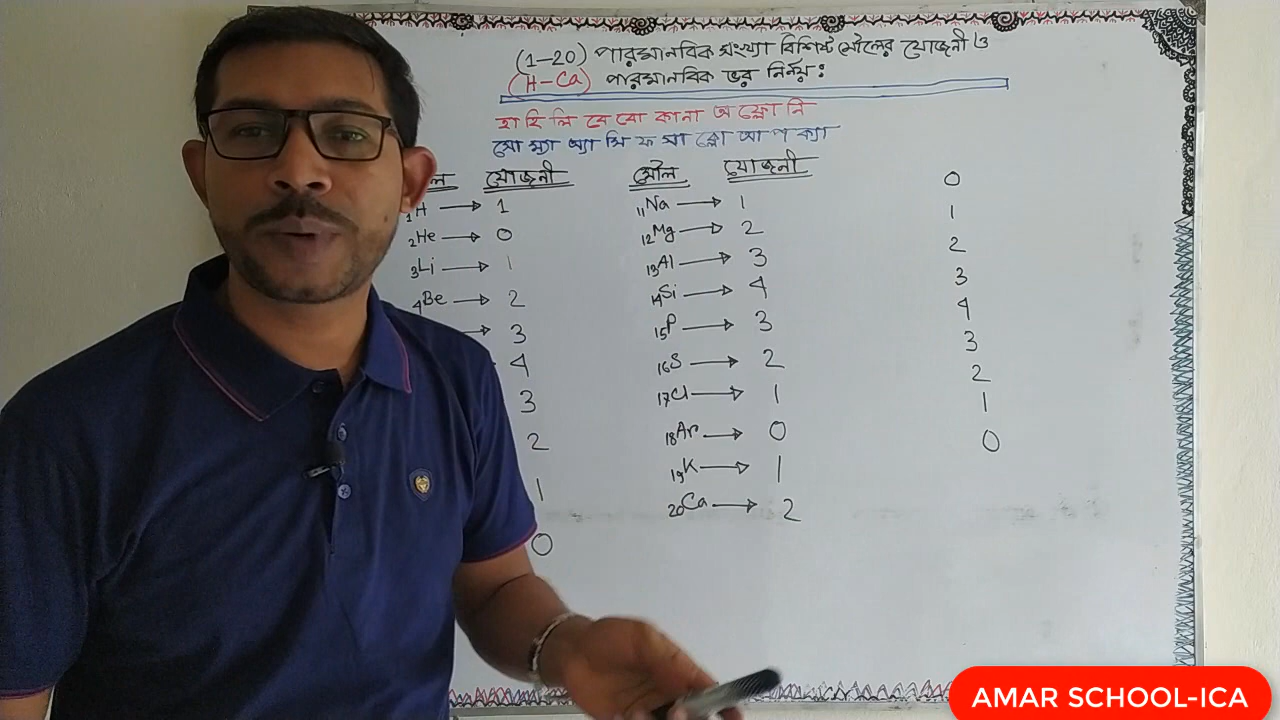 (1-20) পারমানবিক সংখ্যা বিশিষ্ট মৌলের যোজনী ও
(H-Ca) পারমানবিক ভর নির্নয়ঃ
হা হি লি বে বো কা না অ ফ্লো নি
সো ম্যা অ্যা সি ফ সা ক্লো আ প ক্যা
ল যোজনী
₁H → 1
₂He → 0
₃Li → 1
₄Be → 2
→ 3
4
3
2
1
0
মৌল যোজনী
₁₁Na → 1
₁₂Mg → 2
₁₃Al → 3
₁₄Si → 4
₁₅P → 3
₁₆S → 2
₁₇Cl → 1
₁₈Ar → 0
₁₉K → 1
₂₀Ca → 2
0
1
2
3
4
3
2
1
0
AMAR SCHOOL-ICA